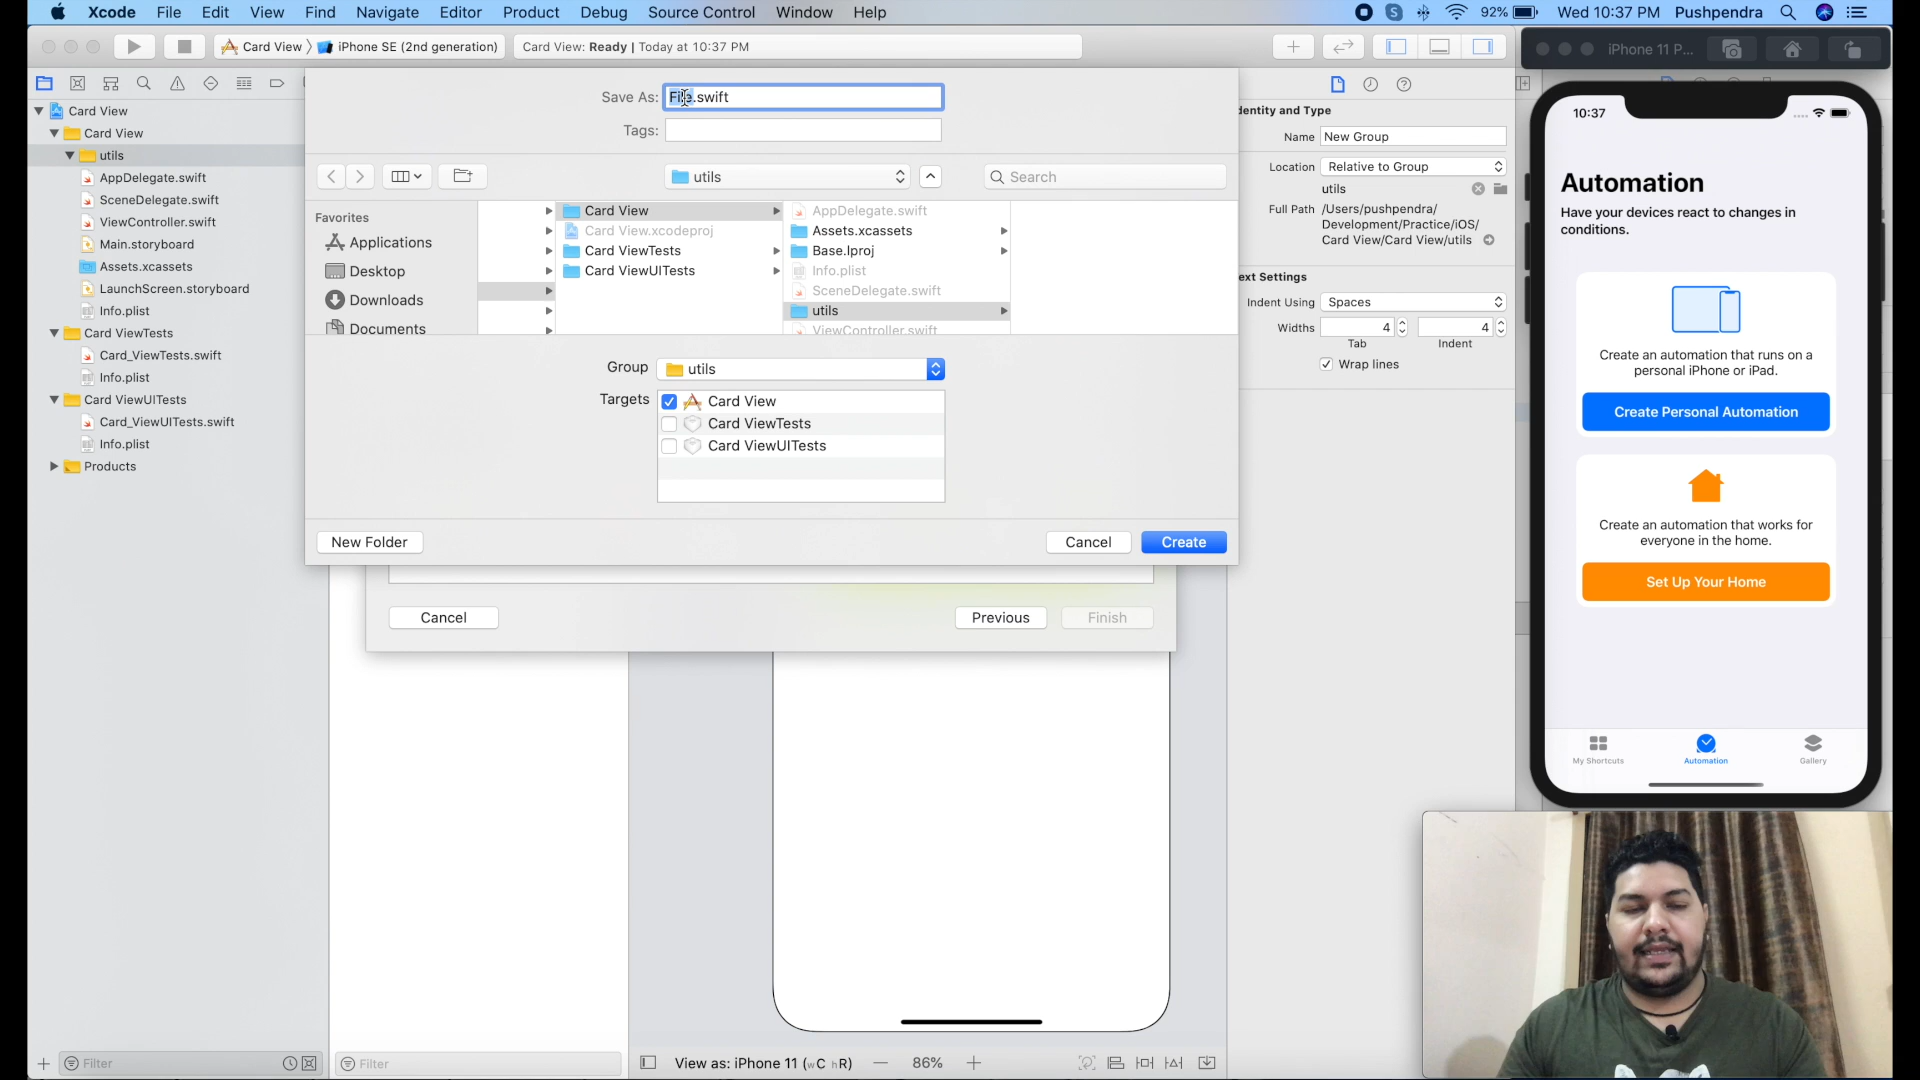 Xcode File Edit View Find Navigate Editor Product Debug Source Control Window Help
92% Wed 10:37 PM Pushpendra
Card View iPhone SE (2nd generation)
Card View: Ready | Today at 10:37 PM
iPhone 11 P...
Card View
Card View
utils
AppDelegate.swift
SceneDelegate.swift
ViewController.swift
Main.storyboard
Assets.xcassets
LaunchScreen.storyboard
Info.plist
Card ViewTests
Card_ViewTests.swift
Info.plist
Card ViewUITests
Card_ViewUITests.swift
Info.plist
Products
Filter
Save As: File.swift
Tags:
utils
Search
Favorites
Applications
Desktop
Downloads
Documents
Card View
Card View.xcodeproj
Card ViewTests
Card ViewUITests
AppDelegate.swift
Assets.xcassets
Base.lproj
Info.plist
SceneDelegate.swift
utils
ViewController.swift
Group utils
Targets Card View
Card ViewTests
Card ViewUITests
New Folder Cancel Create
Cancel Previous Finish
Filter
View as: iPhone 11 (wC hR) 86%
dentity and Type
Name New Group
Location Relative to Group
utils
Full Path /Users/pushpendra/
Development/Practice/iOS/
Card View/Card View/utils
ext Settings
Indent Using Spaces
Widths 4 4
Tab Indent
Wrap lines
10:37
Automation
Have your devices react to changes in
conditions.
Create an automation that runs on a
personal iPhone or iPad.
Create Personal Automation
Create an automation that works for
everyone in the home.
Set Up Your Home
My Shortcuts Automation Gallery